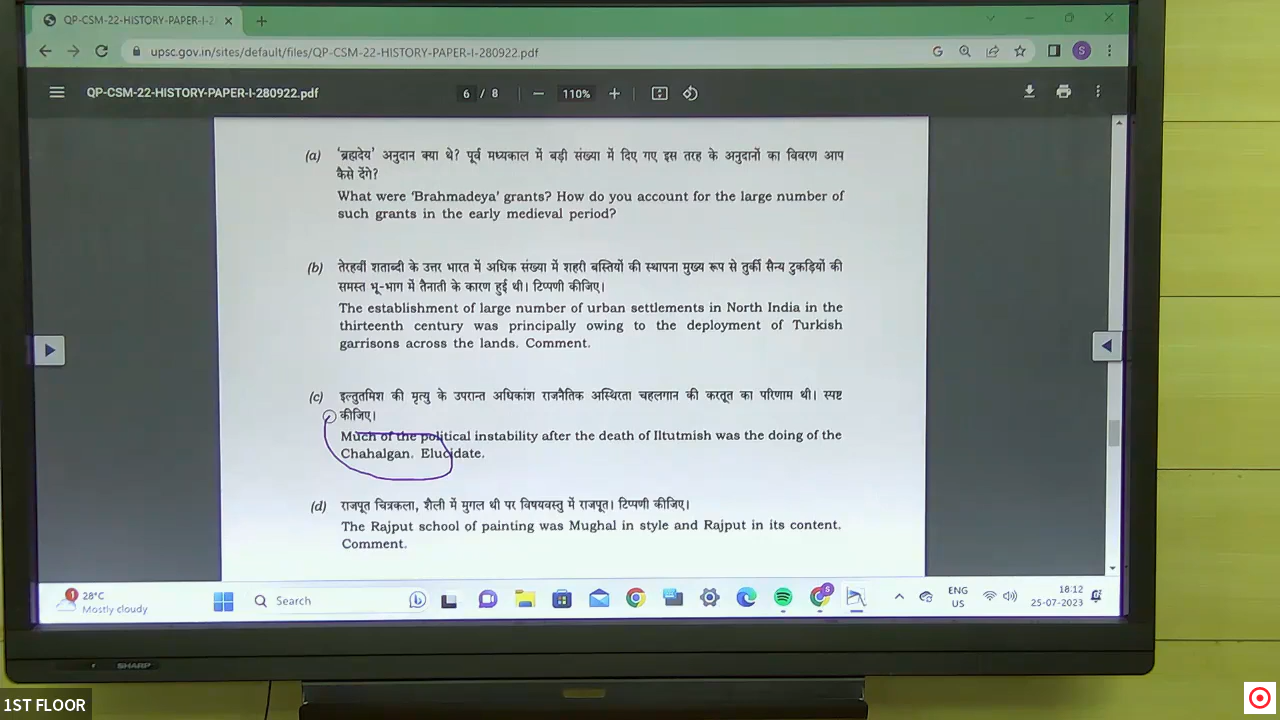 QP-CSM-22-HISTORY-PAPER-I-2
upsc.gov.in/sites/default/files/QP-CSM-22-HISTORY-PAPER-I-280922.pdf
G
S
QP-CSM-22-HISTORY-PAPER-I-280922.pdf
6 / 8
110%
(a) 'ब्रह्मदेय' अनुदान क्या थे? पूर्व मध्यकाल में बड़ी संख्या में दिए गए इस तरह के अनुदानों का विवरण आप
कैसे देंगे?
What were 'Brahmadeya' grants? How do you account for the large number of
such grants in the early medieval period?
(b) तेरहवीं शताब्दी के उत्तर भारत में अधिक संख्या में शहरी बस्तियों की स्थापना मुख्य रूप से तुर्की सैन्य टुकड़ियों की
समस्त भू-भाग में तैनाती के कारण हुई थी। टिप्पणी कीजिए।
The establishment of large number of urban settlements in North India in the
thirteenth century was principally owing to the deployment of Turkish
garrisons across the lands. Comment.
(c) इल्तुतमिश की मृत्यु के उपरान्त अधिकांश राजनैतिक अस्थिरता चहलगान की करतूत का परिणाम थी। स्पष्ट
कीजिए।
Much of the political instability after the death of Iltutmish was the doing of the
Chahalgan. Elucidate.
(d) राजपूत चित्रकला, शैली में मुगल थी पर विषयवस्तु में राजपूत। टिप्पणी कीजिए।
The Rajput school of painting was Mughal in style and Rajput in its content.
Comment.
1
28°C
Mostly cloudy
Search
S
ENG
US
18:12
25-07-2023
SHARP
1ST FLOOR